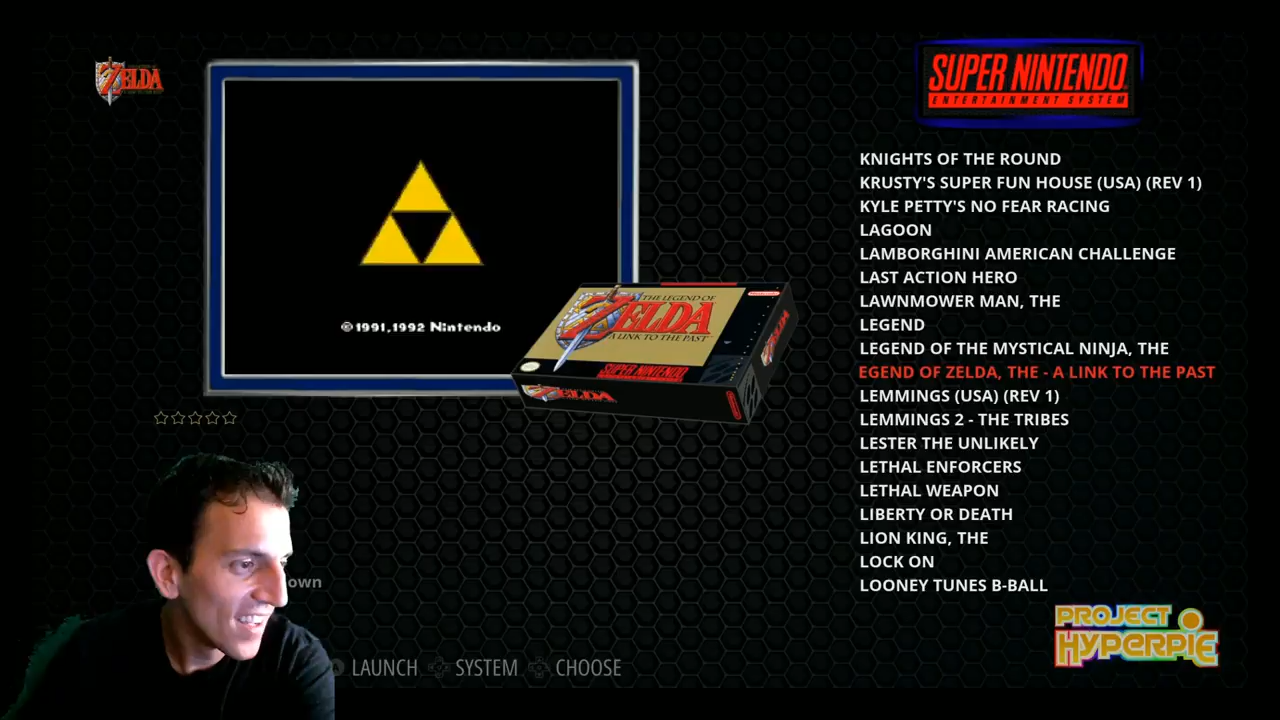 ZELDA
SUPER NINTENDO
ENTERTAINMENT SYSTEM
©1991,1992 Nintendo
THE LEGEND OF
ZELDA
A LINK TO THE PAST
SUPER NINTENDO
ZELDA
ZELDA
KNIGHTS OF THE ROUND
KRUSTY'S SUPER FUN HOUSE (USA) (REV 1)
KYLE PETTY'S NO FEAR RACING
LAGOON
LAMBORGHINI AMERICAN CHALLENGE
LAST ACTION HERO
LAWNMOWER MAN, THE
LEGEND
LEGEND OF THE MYSTICAL NINJA, THE
EGEND OF ZELDA, THE - A LINK TO THE PAST
LEMMINGS (USA) (REV 1)
LEMMINGS 2 - THE TRIBES
LESTER THE UNLIKELY
LETHAL ENFORCERS
LETHAL WEAPON
LIBERTY OR DEATH
LION KING, THE
LOCK ON
LOONEY TUNES B-BALL
own
LAUNCH SYSTEM CHOOSE
PROJECT
HYPERPIE